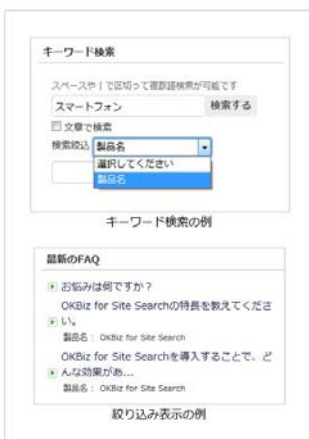 キーワード検索
スペースや | で区切って複数語検索が可能です
スマートフォン 検索する
文章で検索
検索絞込 製品名
選択してください
製品名
キーワード検索の例
最新のFAQ
お悩みは何ですか？
OKBiz for Site Searchの特長を教えてくださ
い。
製品名： OKBiz for Site Search
OKBiz for Site Searchを導入することで、ど
んな効果があ...
製品名： OKBiz for Site Search
絞り込み表示の例